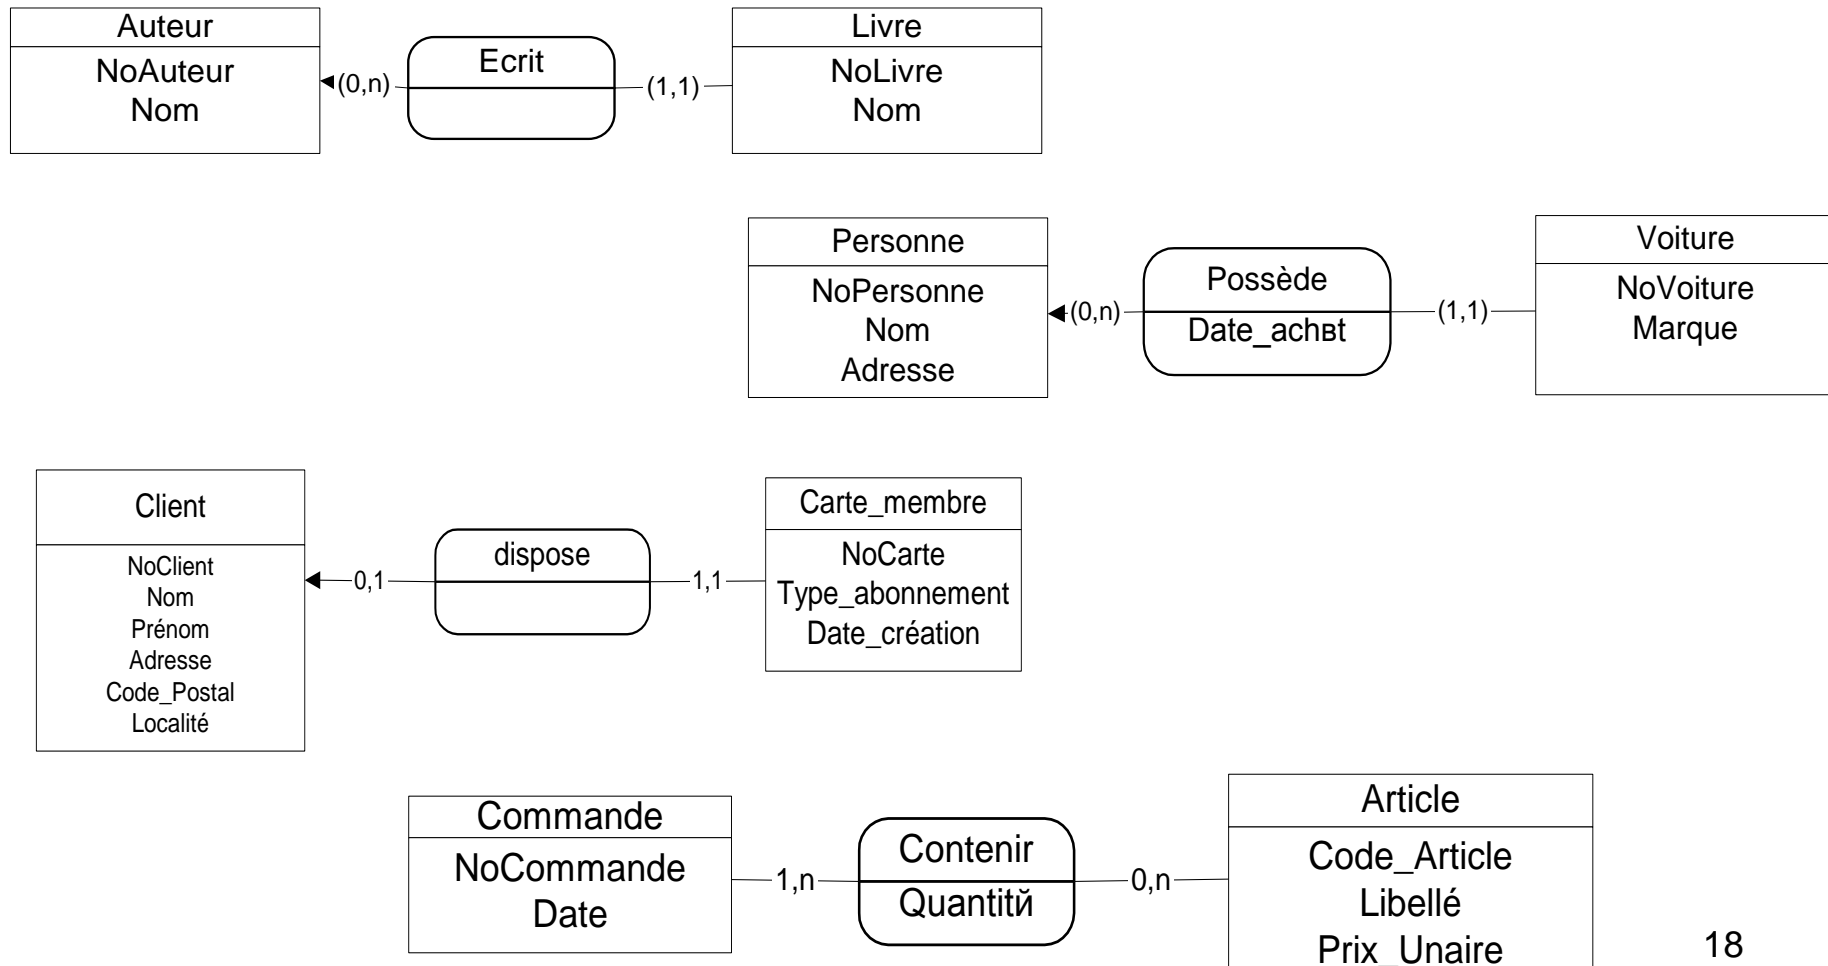 Auteur
NoAuteur
Nom
(0,n)
Ecrit
(1,1)
Livre
NoLivre
Nom
Personne
NoPersonne
Nom
Adresse
(0,n)
Possède
Date_achвt
(1,1)
Voiture
NoVoiture
Marque
Client
NoClient
Nom
Prénom
Adresse
Code_Postal
Localité
0,1
dispose
1,1
Carte_membre
NoCarte
Type_abonnement
Date_création
Commande
NoCommande
Date
1,n
Contenir
Quantitй
0,n
Article
Code_Article
Libellé
Prix_Unaire
18